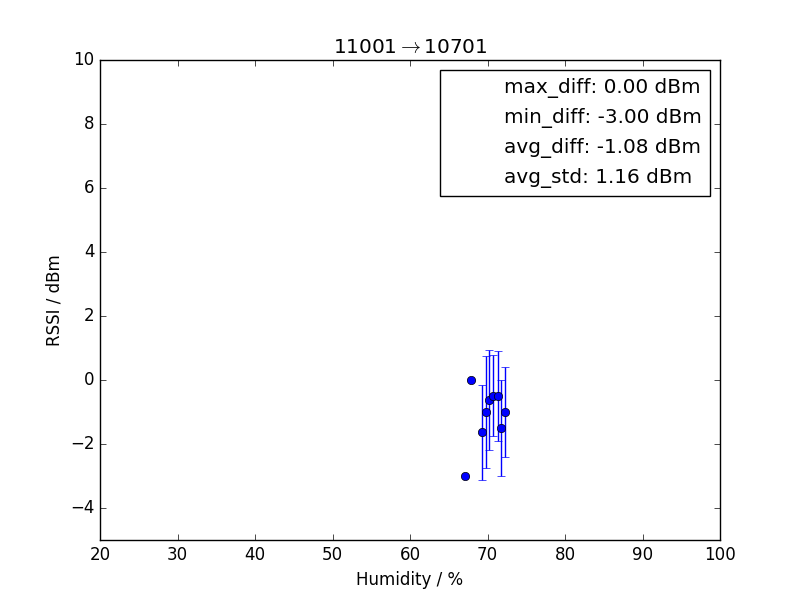 11001→10701
max_diff: 0.00 dBm
min_diff: -3.00 dBm
avg_diff: -1.08 dBm
avg_std: 1.16 dBm
RSSI / dBm
10
8
6
4
2
0
−2
−4
20 30 40 50 60 70 80 90 100
Humidity / %